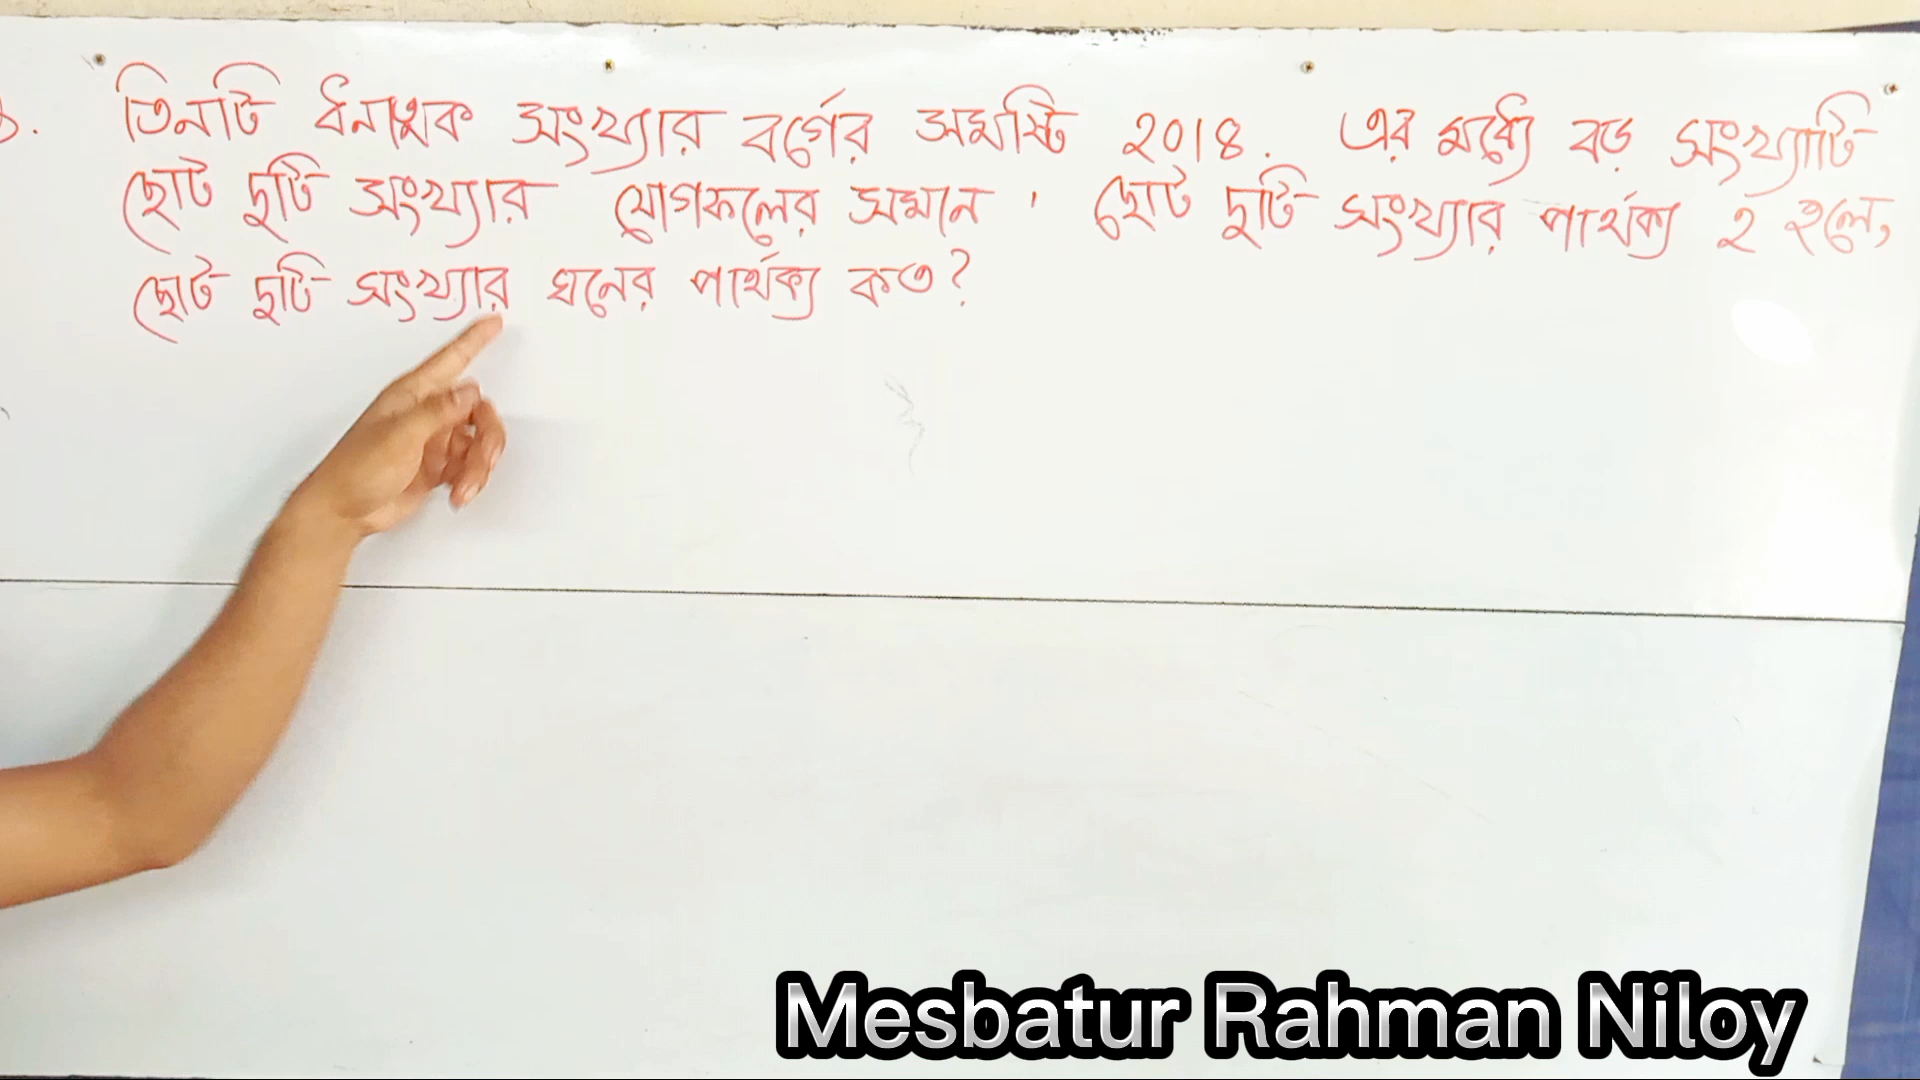 তিনটি ধনাত্মক সংখ্যার বর্গের সমষ্টি 2018. এর মধ্যে বড় সংখ্যাটি
ছোট দুটি সংখ্যার যোগফলের সমান। ছোট দুটি সংখ্যার পার্থক্য 2 হলে,
ছোট দুটি সংখ্যার ঘনের পার্থক্য কত?
Mesbatur Rahman Niloy